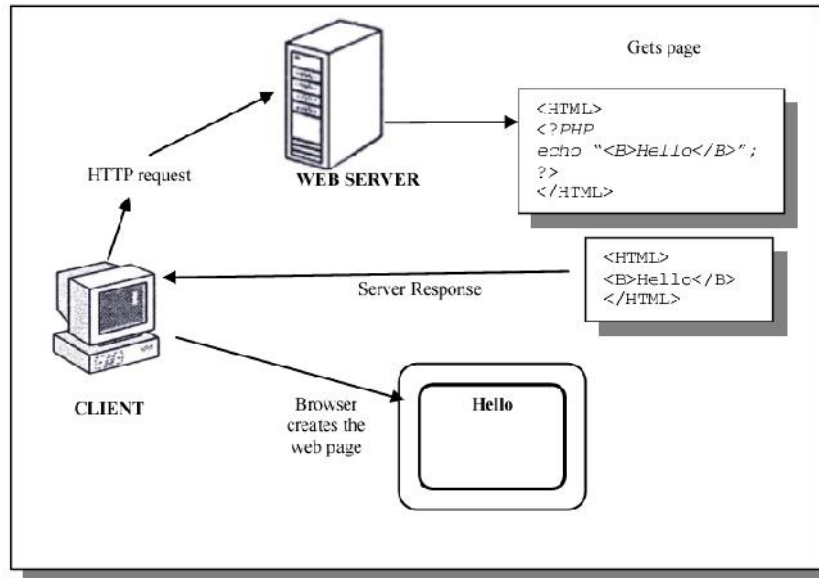 Gets page
<HTML>
<?PHP
echo “<B>Hello</B>”;
?>
</HTML>
HTTP request
WEB SERVER
<HTML>
<B>Hello</B>
</HTML>
Server Response
CLIENT
Browser
creates the
web page
Hello